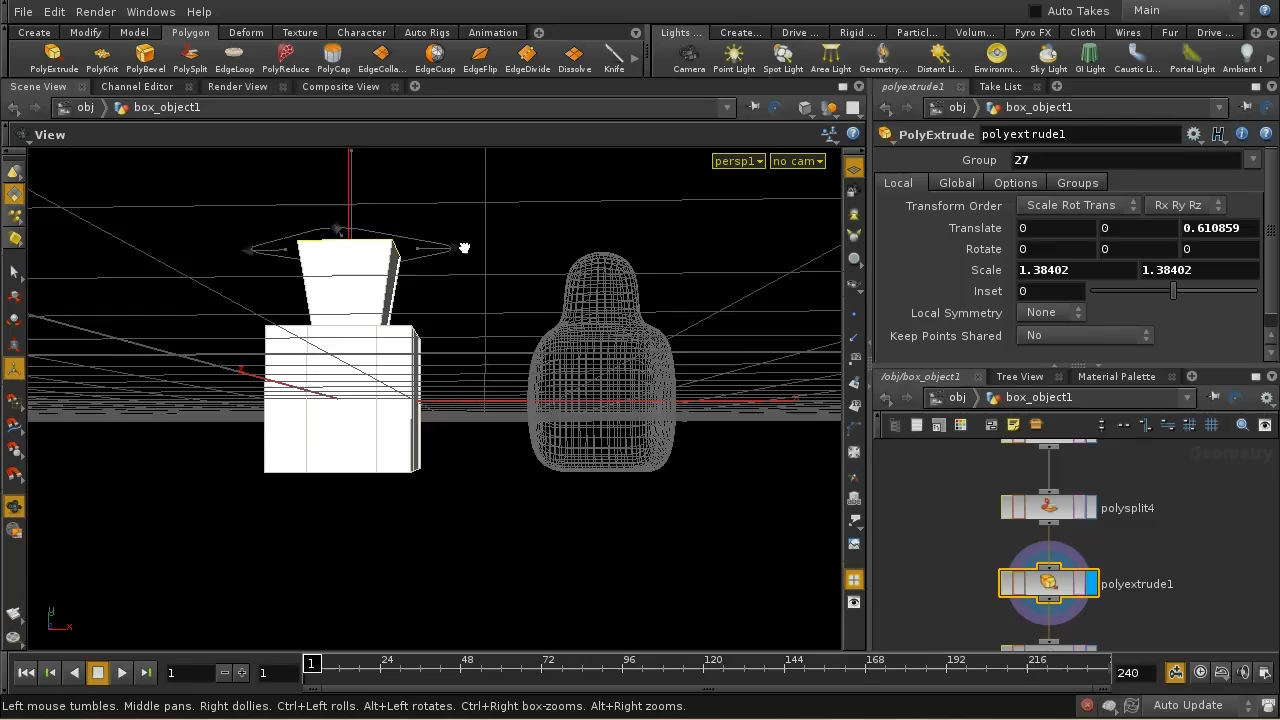 File Edit Render Windows Help Auto Takes Main
Create Modify Model Polygon Deform Texture Character Auto Rigs Animation Lights ... Create... Drive ... Rigid ... Particl... Volum... Pyro FX Cloth Wires Fur Drive ...
PolyExtrude PolyKnit PolyBevel PolySplit EdgeLoop PolyReduce PolyCap EdgeColla... EdgeCusp EdgeFlip EdgeDivide Dissolve Knife Camera Point Light Spot Light Area Light Geometry... Distant Li... Environm... Sky Light GI Light Caustic Li... Portal Light Ambient L
Scene View Channel Editor Render View Composite View polyextrude1 Take List
obj box_object1 obj box_object1
View PolyExtrude polyextrude1
persp1 no cam
Group 27
Local Global Options Groups
Transform Order Scale Rot Trans Rx Ry Rz
Translate 0 0 0.610859
Rotate 0 0 0
Scale 1.38402 1.38402
Inset 0
Local Symmetry None
Keep Points Shared No
/obj/box_object1 Tree View Material Palette
obj box_object1
Geometry
polysplit4
polyextrude1
z
y
x
1 1 1 24 48 72 96 120 144 168 192 216 240
Left mouse tumbles. Middle pans. Right dollies. Ctrl+Left rolls. Alt+Left rotates. Ctrl+Right box-zooms. Alt+Right zooms. Auto Update